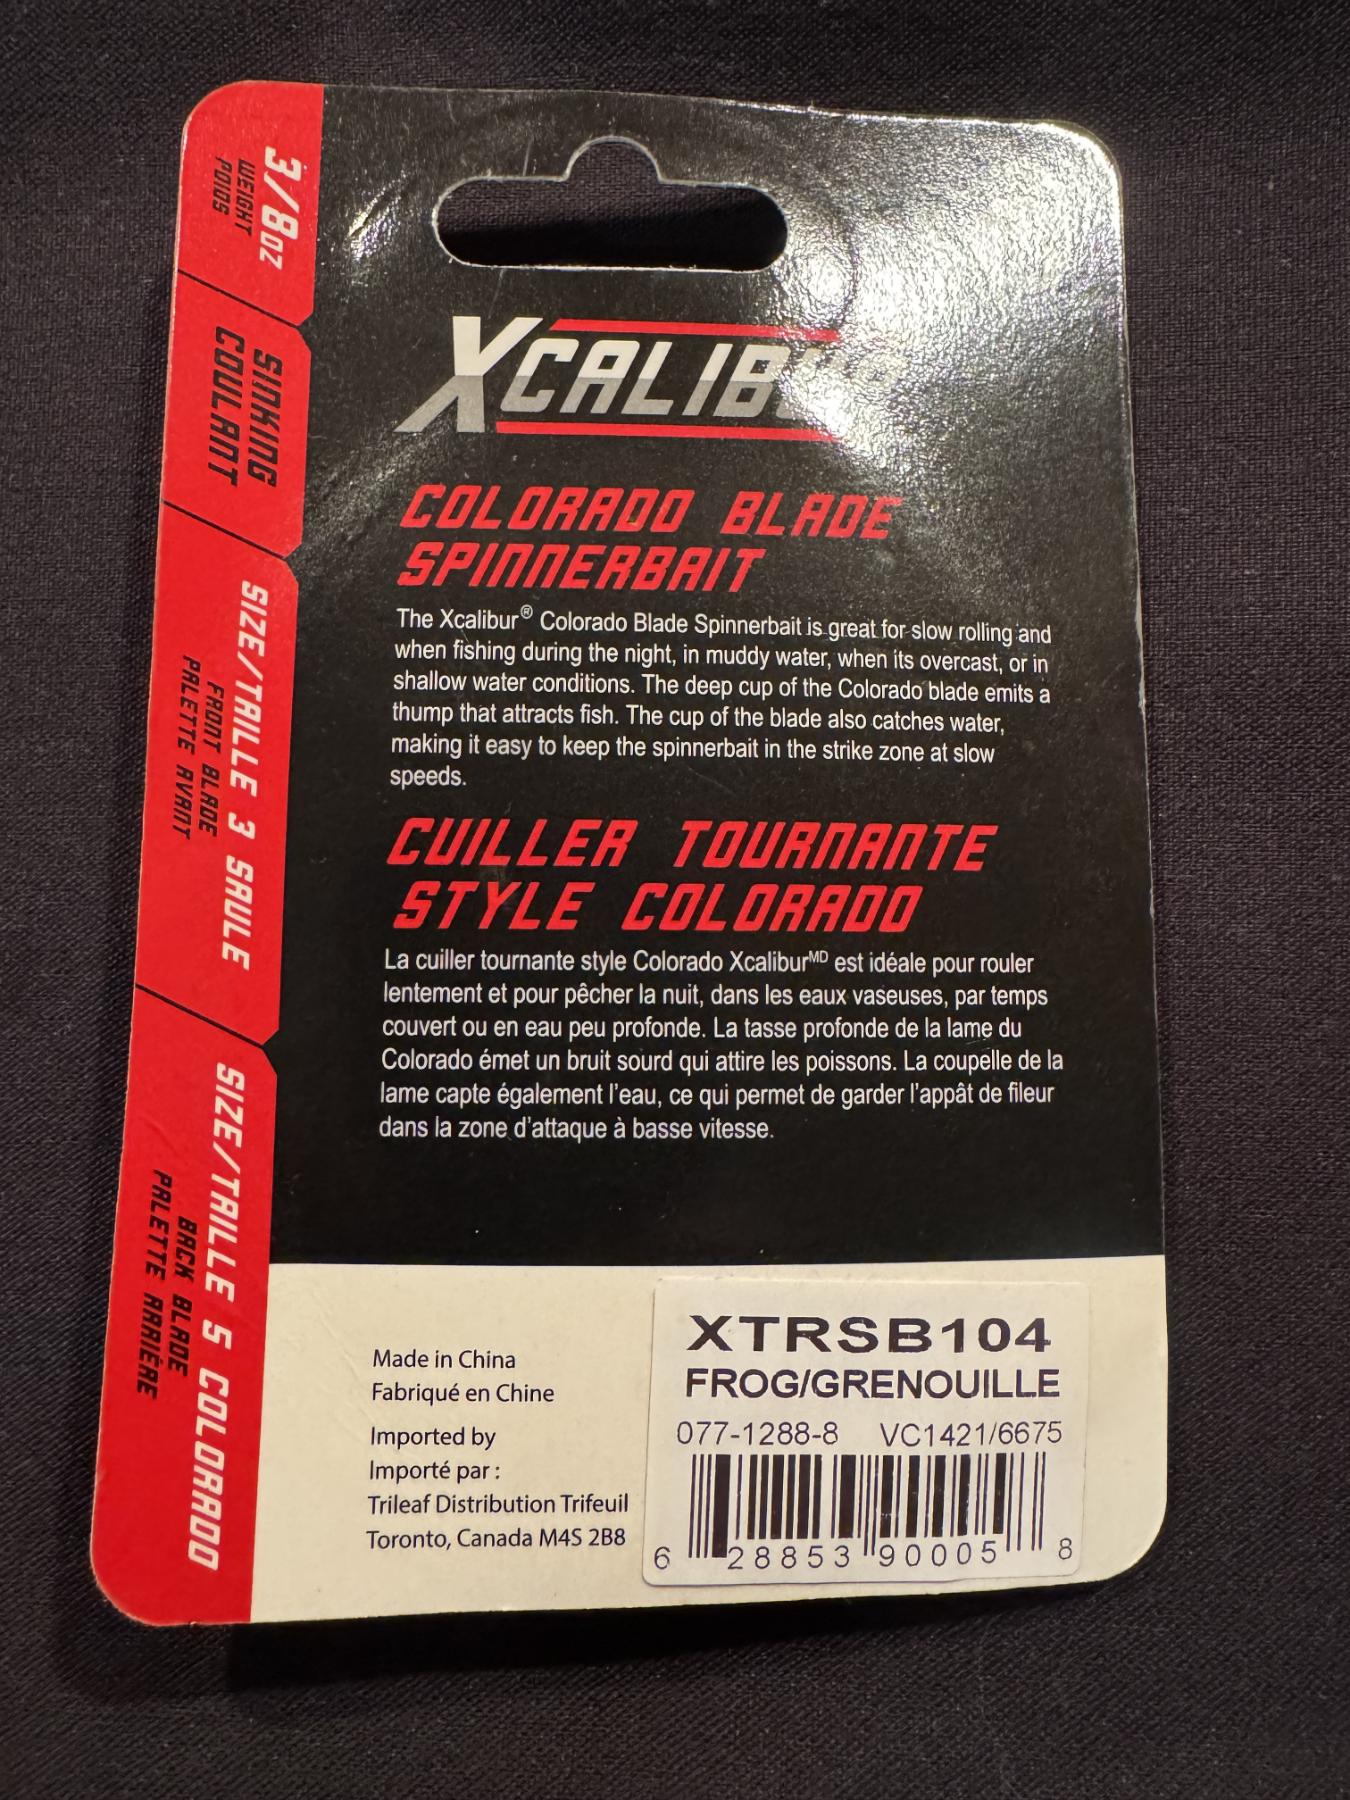 3/8 OZ
WEIGHT
POIDS
SINKING
COULANT
SIZE/TAILLE 3 SAULE
FRONT BLADE
PALETTE AVANT
SIZE/TAILLE 5 COLORADO
BACK BLADE
PALETTE ARRIÈRE
XCALIBUR
COLORADO BLADE
SPINNERBAIT
The Xcalibur® Colorado Blade Spinnerbait is great for slow rolling and
when fishing during the night, in muddy water, when its overcast, or in
shallow water conditions. The deep cup of the Colorado blade emits a
thump that attracts fish. The cup of the blade also catches water,
making it easy to keep the spinnerbait in the strike zone at slow
speeds.
CUILLER TOURNANTE
STYLE COLORADO
La cuiller tournante style Colorado Xcalibur MD est idéale pour rouler
lentement et pour pêcher la nuit, dans les eaux vaseuses, par temps
couvert ou en eau peu profonde. La tasse profonde de la lame du
Colorado émet un bruit sourd qui attire les poissons. La coupelle de la
lame capte également l'eau, ce qui permet de garder l'appât de fileur
dans la zone d'attaque à basse vitesse.
Made in China
Fabriqué en Chine
Imported by
Importé par :
Trileaf Distribution Trifeuil
Toronto, Canada M4S 2B8
XTRSB104
FROG/GRENOUILLE
077-1288-8 VC1421/6675
6 28853 90005 8